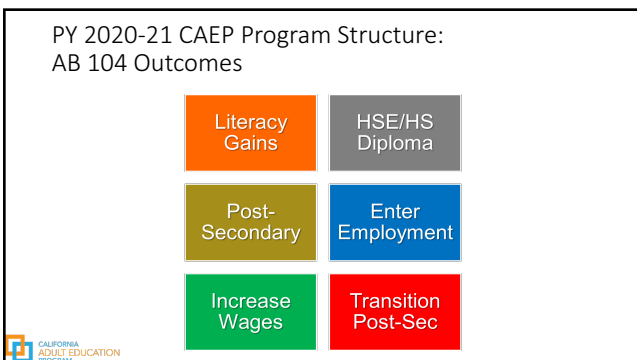 PY 2020-21 CAEP Program Structure:
AB 104 Outcomes
Literacy
Gains
HSE/HS
Diploma
Post-
Secondary
Enter
Employment
Increase
Wages
Transition
Post-Sec
CALIFORNIA
ADULT EDUCATION
PROGRAM